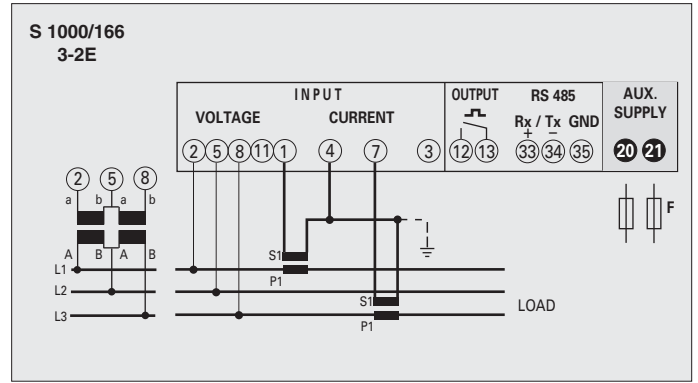 S 1000/166
3-2E
INPUT
OUTPUT
RS 485
AUX.
SUPPLY
VOLTAGE
CURRENT
Rx / Tx GND
+ −
2 5 8 11 1 4 7 3 12 13 33 34 35 20 21
2 5 8
a b a b
F
A B A B
S1
L1
P1
L2
S1
LOAD
L3
P1